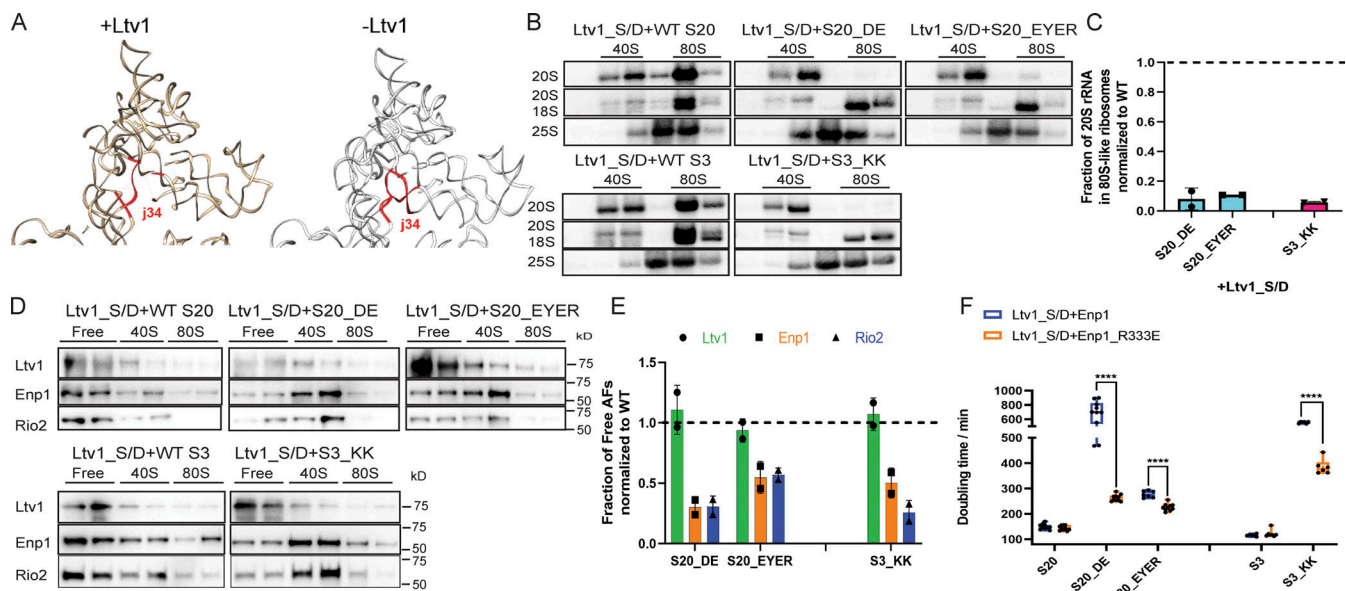 A
+Ltv1
-Ltv1
j34
j34
B
Ltv1_S/D+WT S20
Ltv1_S/D+S20_DE
Ltv1_S/D+S20_EYER
40S
80S
40S
80S
40S
80S
20S
20S
18S
25S
Ltv1_S/D+WT S3
Ltv1_S/D+S3_KK
40S
80S
40S
80S
20S
20S
18S
25S
C
Fraction of 20S rRNA
in 80S-like ribosomes
normalized to WT
1.0
0.8
0.6
0.4
0.2
0.0
S20_DE
S20_EYER
S3_KK
+Ltv1_S/D
D
Ltv1_S/D+WT S20
Ltv1_S/D+S20_DE
Ltv1_S/D+S20_EYER
Free
40S
80S
Free
40S
80S
Free
40S
80S
kD
Ltv1
75
Enp1
75
50
Rio2
75
50
Ltv1_S/D+WT S3
Ltv1_S/D+S3_KK
Free
40S
80S
Free
40S
80S
kD
Ltv1
75
Enp1
75
50
Rio2
75
50
E
Ltv1
Enp1
Rio2
Fraction of Free AFs
normalized to WT
1.5
1.0
0.5
0.0
S20_DE
S20_EYER
S3_KK
F
Ltv1_S/D+Enp1
Ltv1_S/D+Enp1_R333E
Doubling time / min
1000
900
800
700
600
500
400
300
200
100
****
****
****
S20
S20_DE
20_EYER
S3
S3_KK